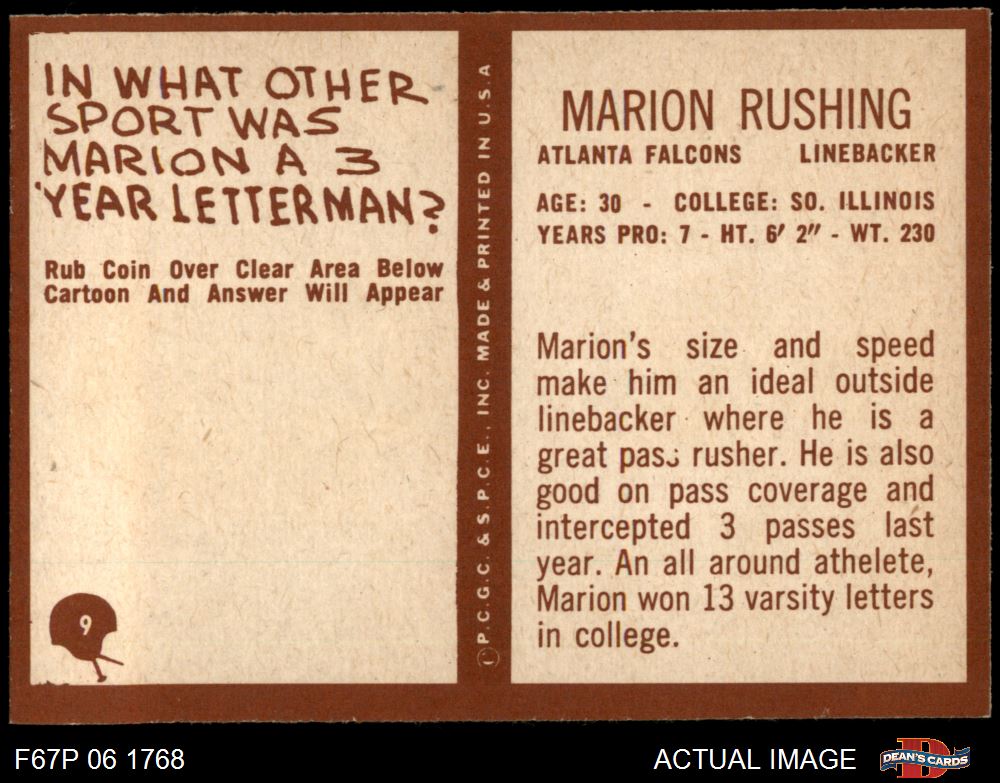 IN WHAT OTHER
SPORT WAS
MARION A 3
YEAR LETTERMAN?
Rub Coin Over Clear Area Below
Cartoon And Answer Will Appear
9
©P.C.G.C. & S.P.C.E., INC. MADE & PRINTED IN U.S.A
MARION RUSHING
ATLANTA FALCONS LINEBACKER
AGE: 30 - COLLEGE: SO. ILLINOIS
YEARS PRO: 7 - HT. 6' 2" - WT. 230
Marion's size and speed
make him an ideal outside
linebacker where he is a
great pass rusher. He is also
good on pass coverage and
intercepted 3 passes last
year. An all around athelete,
Marion won 13 varsity letters
in college.
F67P 06 1768
ACTUAL IMAGE
DEAN'S CARDS